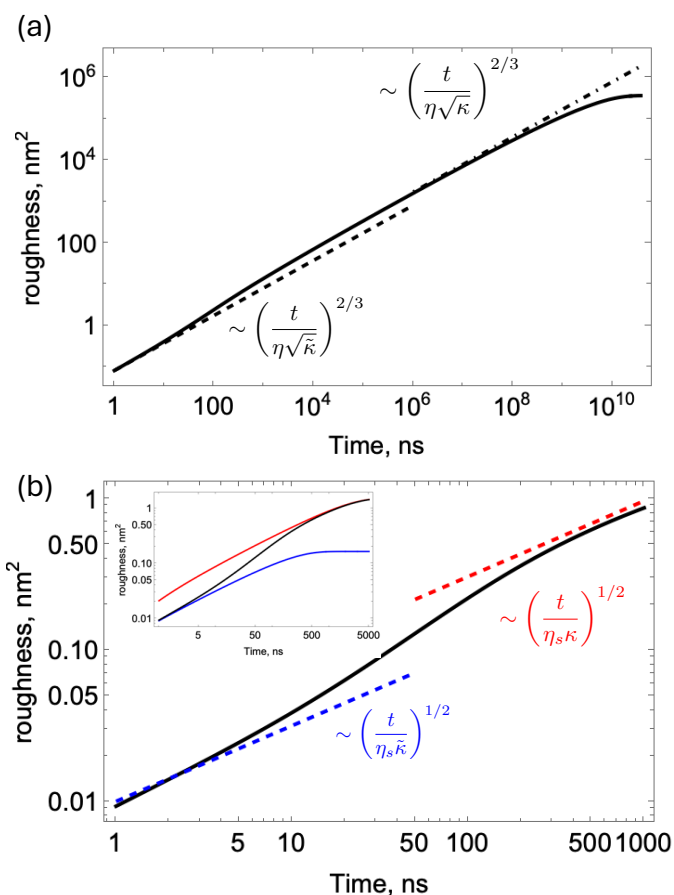 (a)
10^6
10^4
100
1
roughness, nm^2
∼ (t / η√κ)^{2/3}
∼ (t / η√κ̃)^{2/3}
1 100 10^4 10^6 10^8 10^10
Time, ns
(b)
1
0.50
0.10
0.05
0.01
roughness, nm^2
1
0.50
0.10
0.05
0.01
roughness, nm^2
5 50 500 5000
Time, ns
∼ (t / η_s κ)^{1/2}
∼ (t / η_s κ̃)^{1/2}
1 5 10 50 100 500 1000
Time, ns